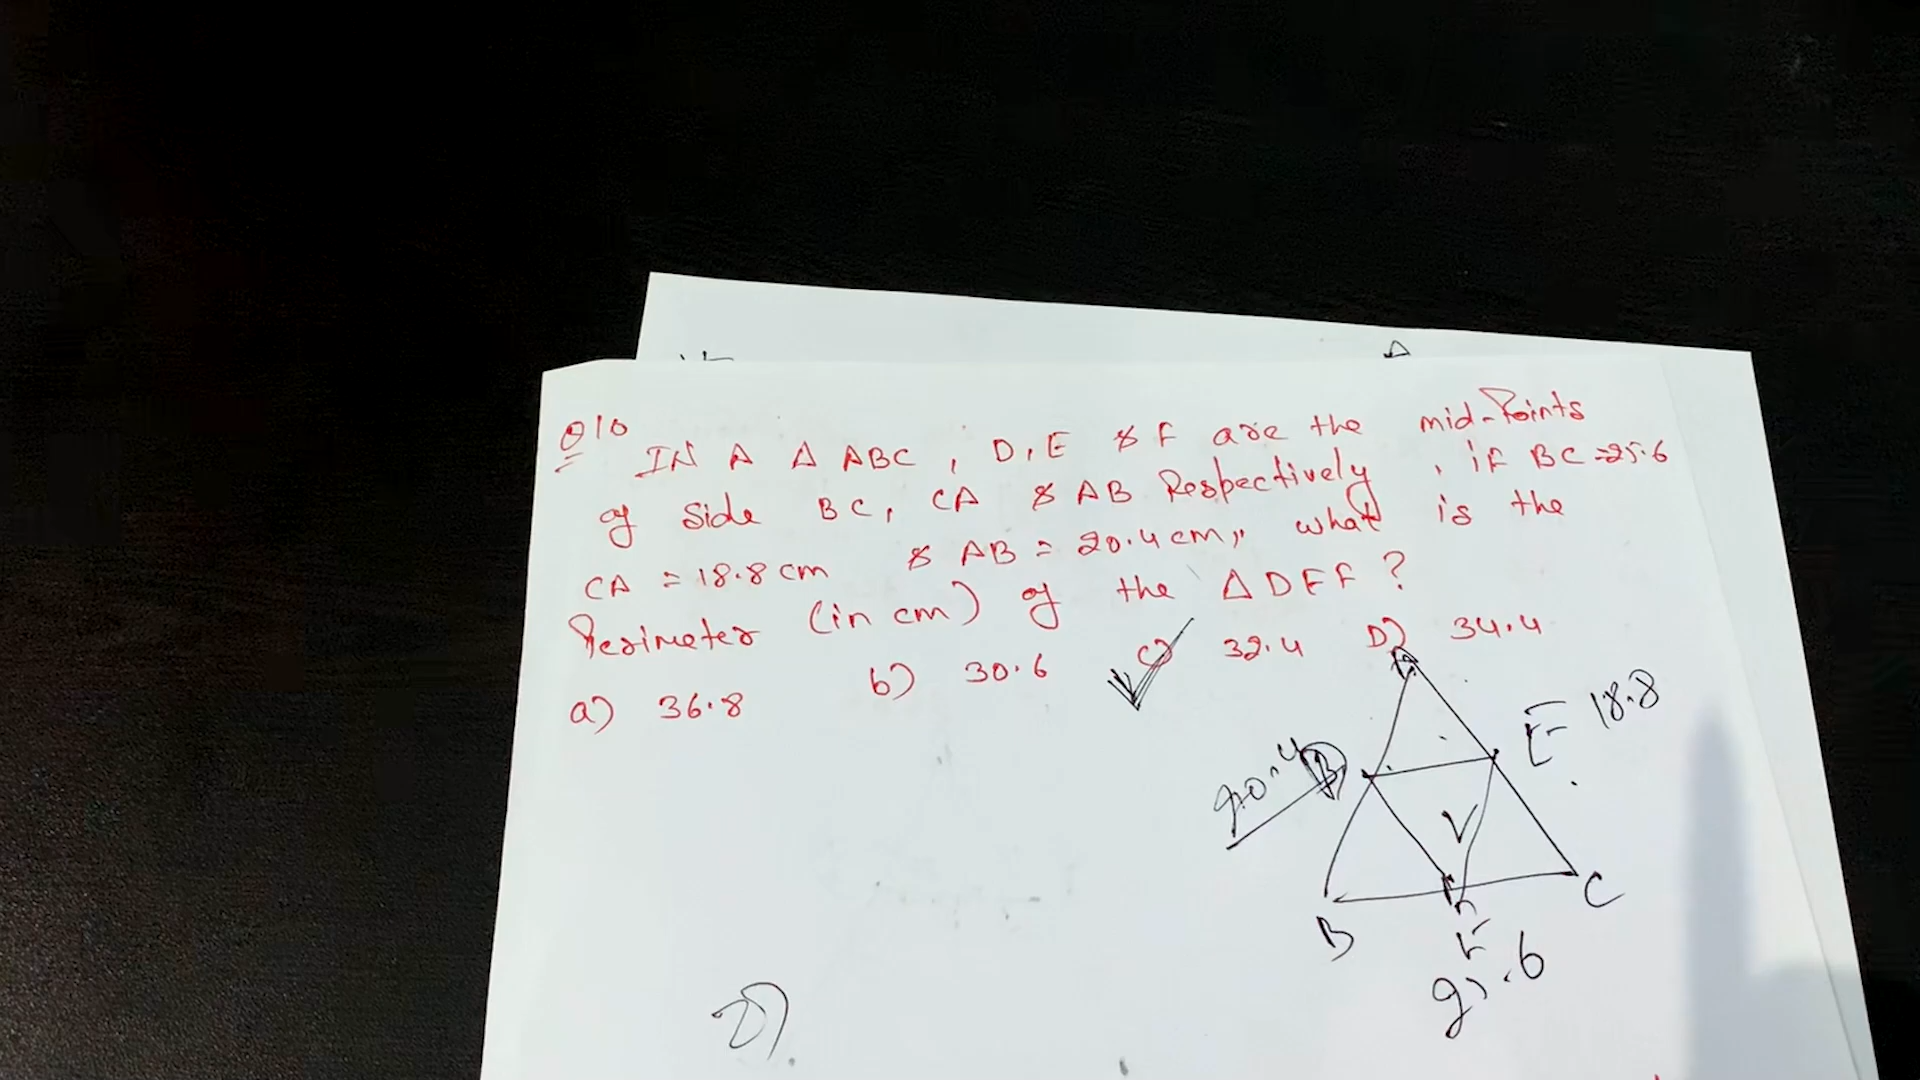 Q10
IN A Δ ABC, D, E & F are the mid-Points
of Side BC, CA & AB Respectively, if BC = 25.6
CA = 18.8 cm & AB = 20.4 cm, what is the
Perimeter (in cm) of the Δ DEF ?
a) 36.8 b) 30.6 c) 32.4 D) 34.4
E 18.8
20.4
B C
F